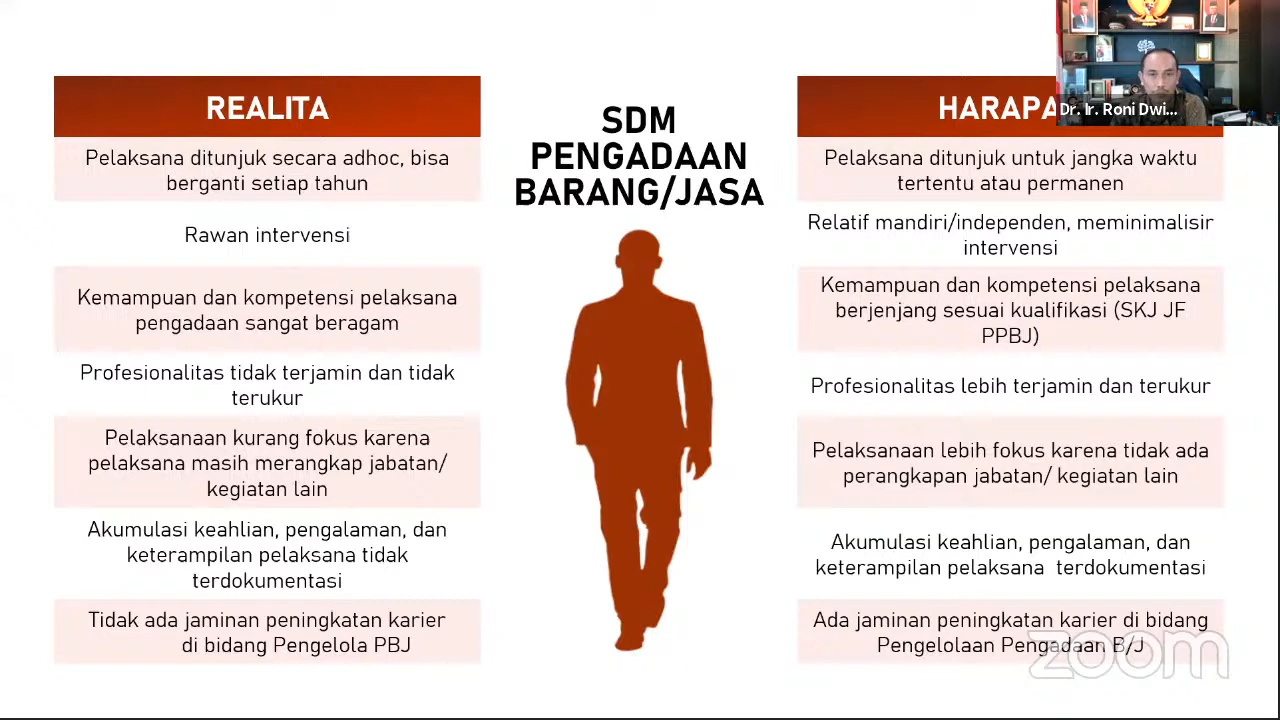 REALITA
Pelaksana ditunjuk secara adhoc, bisa
berganti setiap tahun
Rawan intervensi
Kemampuan dan kompetensi pelaksana
pengadaan sangat beragam
Profesionalitas tidak terjamin dan tidak
terukur
Pelaksanaan kurang fokus karena
pelaksana masih merangkap jabatan/
kegiatan lain
Akumulasi keahlian, pengalaman, dan
keterampilan pelaksana tidak
terdokumentasi
Tidak ada jaminan peningkatan karier
di bidang Pengelola PBJ
SDM
PENGADAAN
BARANG/JASA
HARAPA
Dr. Ir. Roni Dwi...
Pelaksana ditunjuk untuk jangka waktu
tertentu atau permanen
Relatif mandiri/independen, meminimalisir
intervensi
Kemampuan dan kompetensi pelaksana
berjenjang sesuai kualifikasi (SKJ JF
PPBJ)
Profesionalitas lebih terjamin dan terukur
Pelaksanaan lebih fokus karena tidak ada
perangkapan jabatan/ kegiatan lain
Akumulasi keahlian, pengalaman, dan
keterampilan pelaksana terdokumentasi
Ada jaminan peningkatan karier di bidang
Pengelolaan Pengadaan B/J
zoom